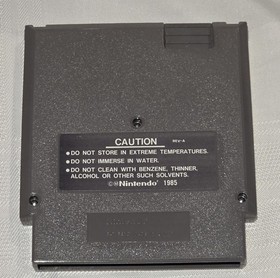 CAUTION REV-A
•DO NOT STORE IN EXTREME TEMPERATURES.
•DO NOT IMMERSE IN WATER.
•DO NOT CLEAN WITH BENZENE, THINNER,
ALCOHOL OR OTHER SUCH SOLVENTS.
©Ⓜ Nintendo® 1985